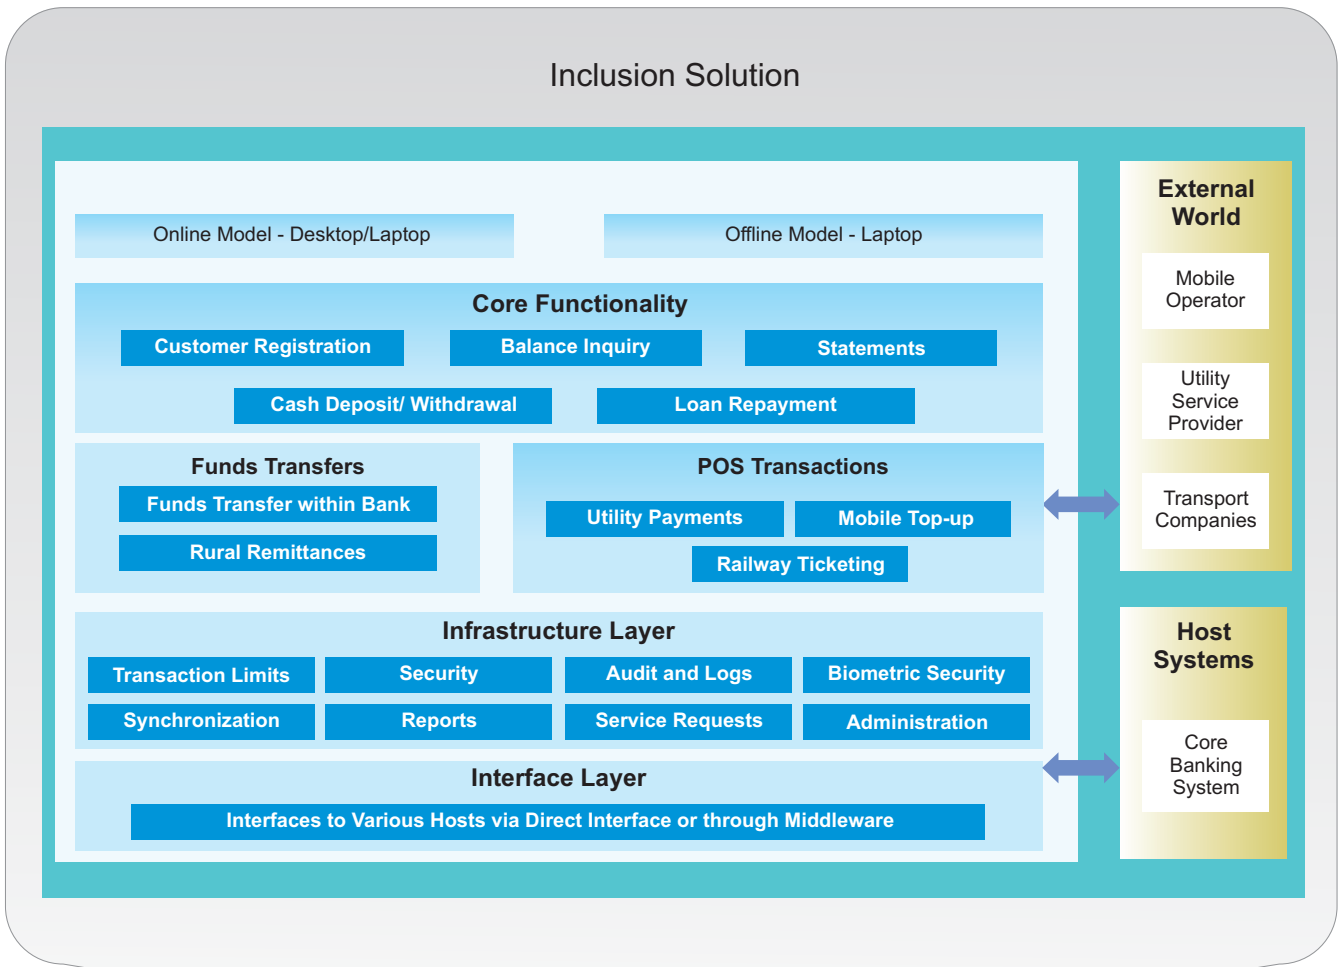 Inclusion Solution
Online Model - Desktop/Laptop
Offline Model - Laptop
Core Functionality
Customer Registration
Balance Inquiry
Statements
Cash Deposit/ Withdrawal
Loan Repayment
Funds Transfers
Funds Transfer within Bank
Rural Remittances
POS Transactions
Utility Payments
Mobile Top-up
Railway Ticketing
Infrastructure Layer
Transaction Limits
Security
Audit and Logs
Biometric Security
Synchronization
Reports
Service Requests
Administration
Interface Layer
Interfaces to Various Hosts via Direct Interface or through Middleware
External
World
Mobile
Operator
Utility
Service
Provider
Transport
Companies
Host
Systems
Core
Banking
System